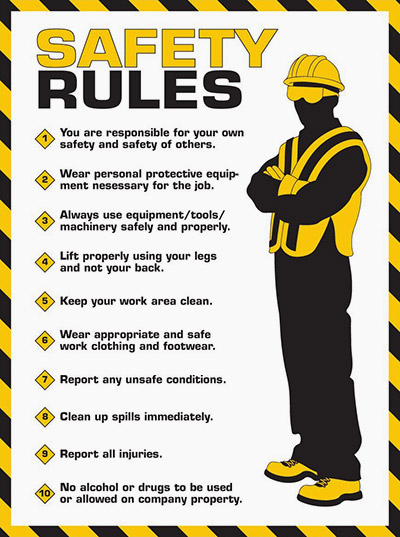 SAFETY
RULES
1 You are responsible for your own
safety and safety of others.
2 Wear personal protective equip-
ment nesessary for the job.
3 Always use equipment/tools/
machinery safely and properly.
4 Lift properly using your legs
and not your back.
5 Keep your work area clean.
6 Wear appropriate and safe
work clothing and footwear.
7 Report any unsafe conditions.
8 Clean up spills immediately.
9 Report all injuries.
10 No alcohol or drugs to be used
or allowed on company property.